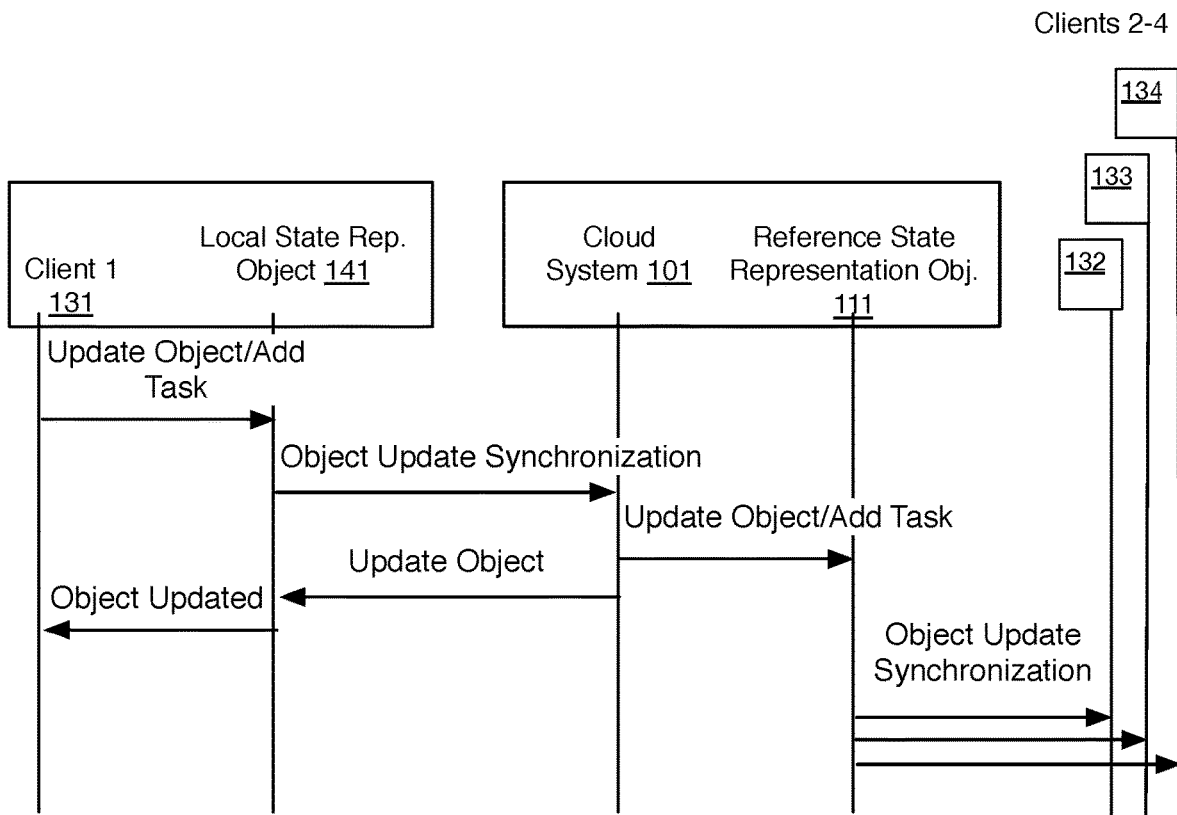 Clients 2-4
134
133
132
Local State Rep.
Object 141
Client 1
131
Cloud
System 101
Reference State
Representation Obj.
111
Update Object/Add
Task
Object Update Synchronization
Update Object/Add Task
Update Object
Object Updated
Object Update
Synchronization